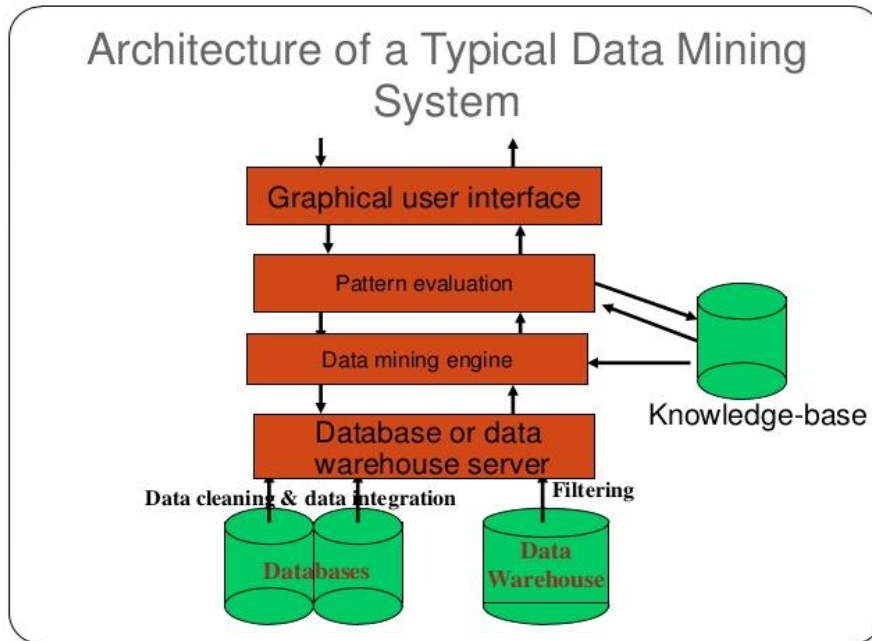 Architecture of a Typical Data Mining
System
Graphical user interface
Pattern evaluation
Data mining engine
Knowledge-base
Database or data
warehouse server
Data cleaning & data integration
Filtering
Databases
Data
Warehouse